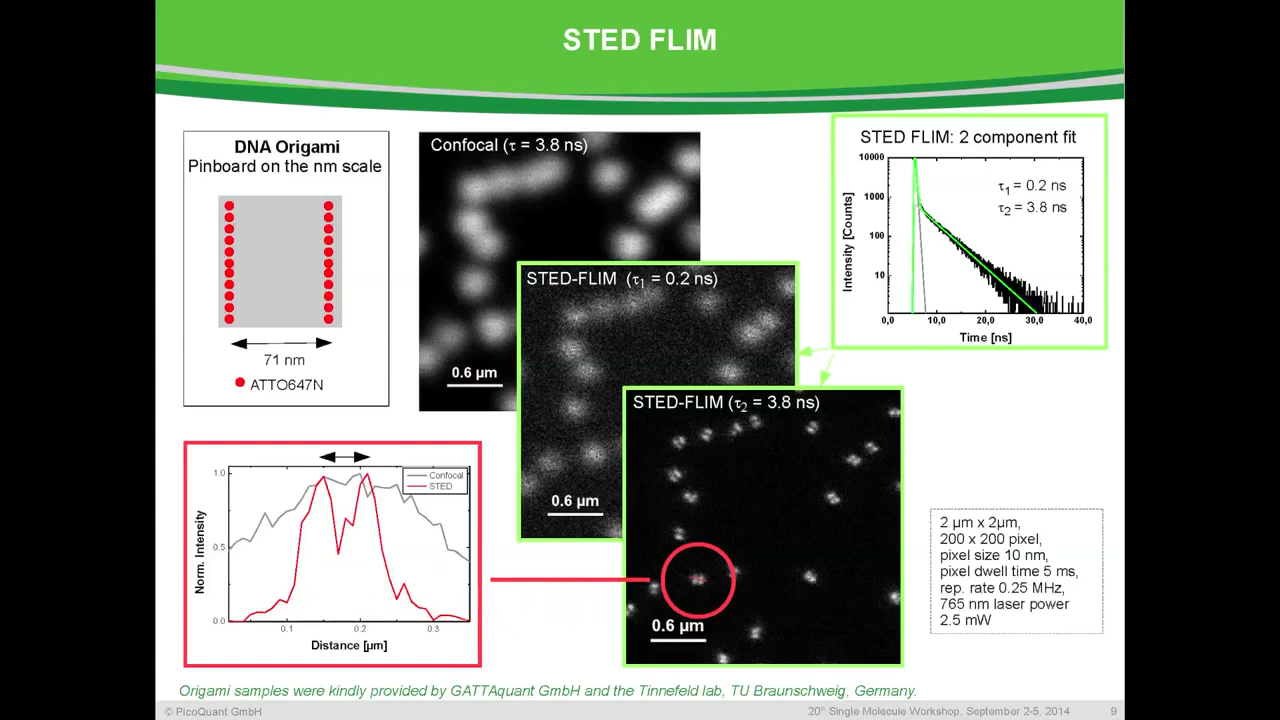 STED FLIM
DNA Origami
Pinboard on the nm scale
71 nm
ATTO647N
Confocal (τ = 3.8 ns)
0.6 µm
STED-FLIM (τ1 = 0.2 ns)
0.6 µm
STED-FLIM (τ2 = 3.8 ns)
0.6 µm
STED FLIM: 2 component fit
τ1 = 0.2 ns
τ2 = 3.8 ns
Intensity [Counts]
10000
1000
100
10
0,0 10,0 20,0 30,0 40,0
Time [ns]
Confocal
STED
Norm. Intensity
1.0
0.5
0.0
0.1 0.2 0.3
Distance [µm]
2 µm x 2µm,
200 x 200 pixel,
pixel size 10 nm,
pixel dwell time 5 ms,
rep. rate 0.25 MHz,
765 nm laser power
2.5 mW
Origami samples were kindly provided by GATTAquant GmbH and the Tinnefeld lab, TU Braunschweig, Germany.
© PicoQuant GmbH
20th Single Molecule Workshop, September 2-5, 2014
9